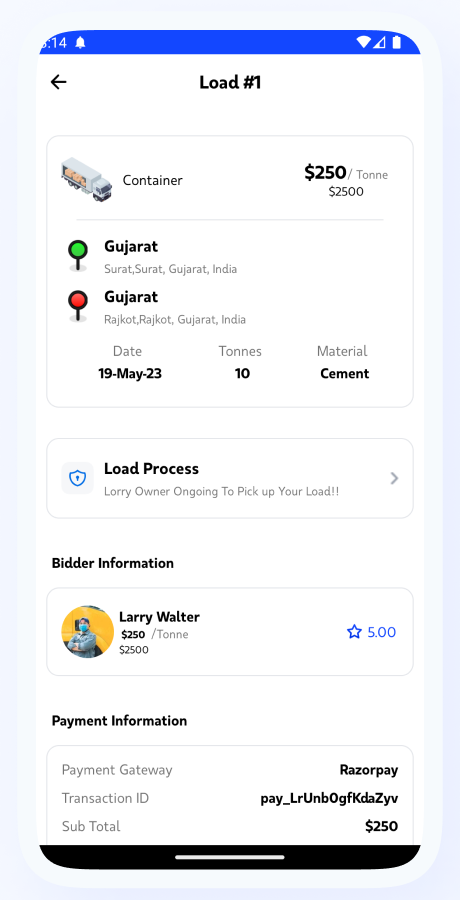 :14
Load #1
Container
$250/ Tonne
$2500
Gujarat
Surat,Surat, Gujarat, India
Gujarat
Rajkot,Rajkot, Gujarat, India
Date Tonnes Material
19-May-23 10 Cement
Load Process
Lorry Owner Ongoing To Pick up Your Load!!
Bidder Information
Larry Walter
$250 /Tonne
5.00
$2500
Payment Information
Payment Gateway Razorpay
Transaction ID pay_LrUnb0gfKdaZyv
Sub Total $250